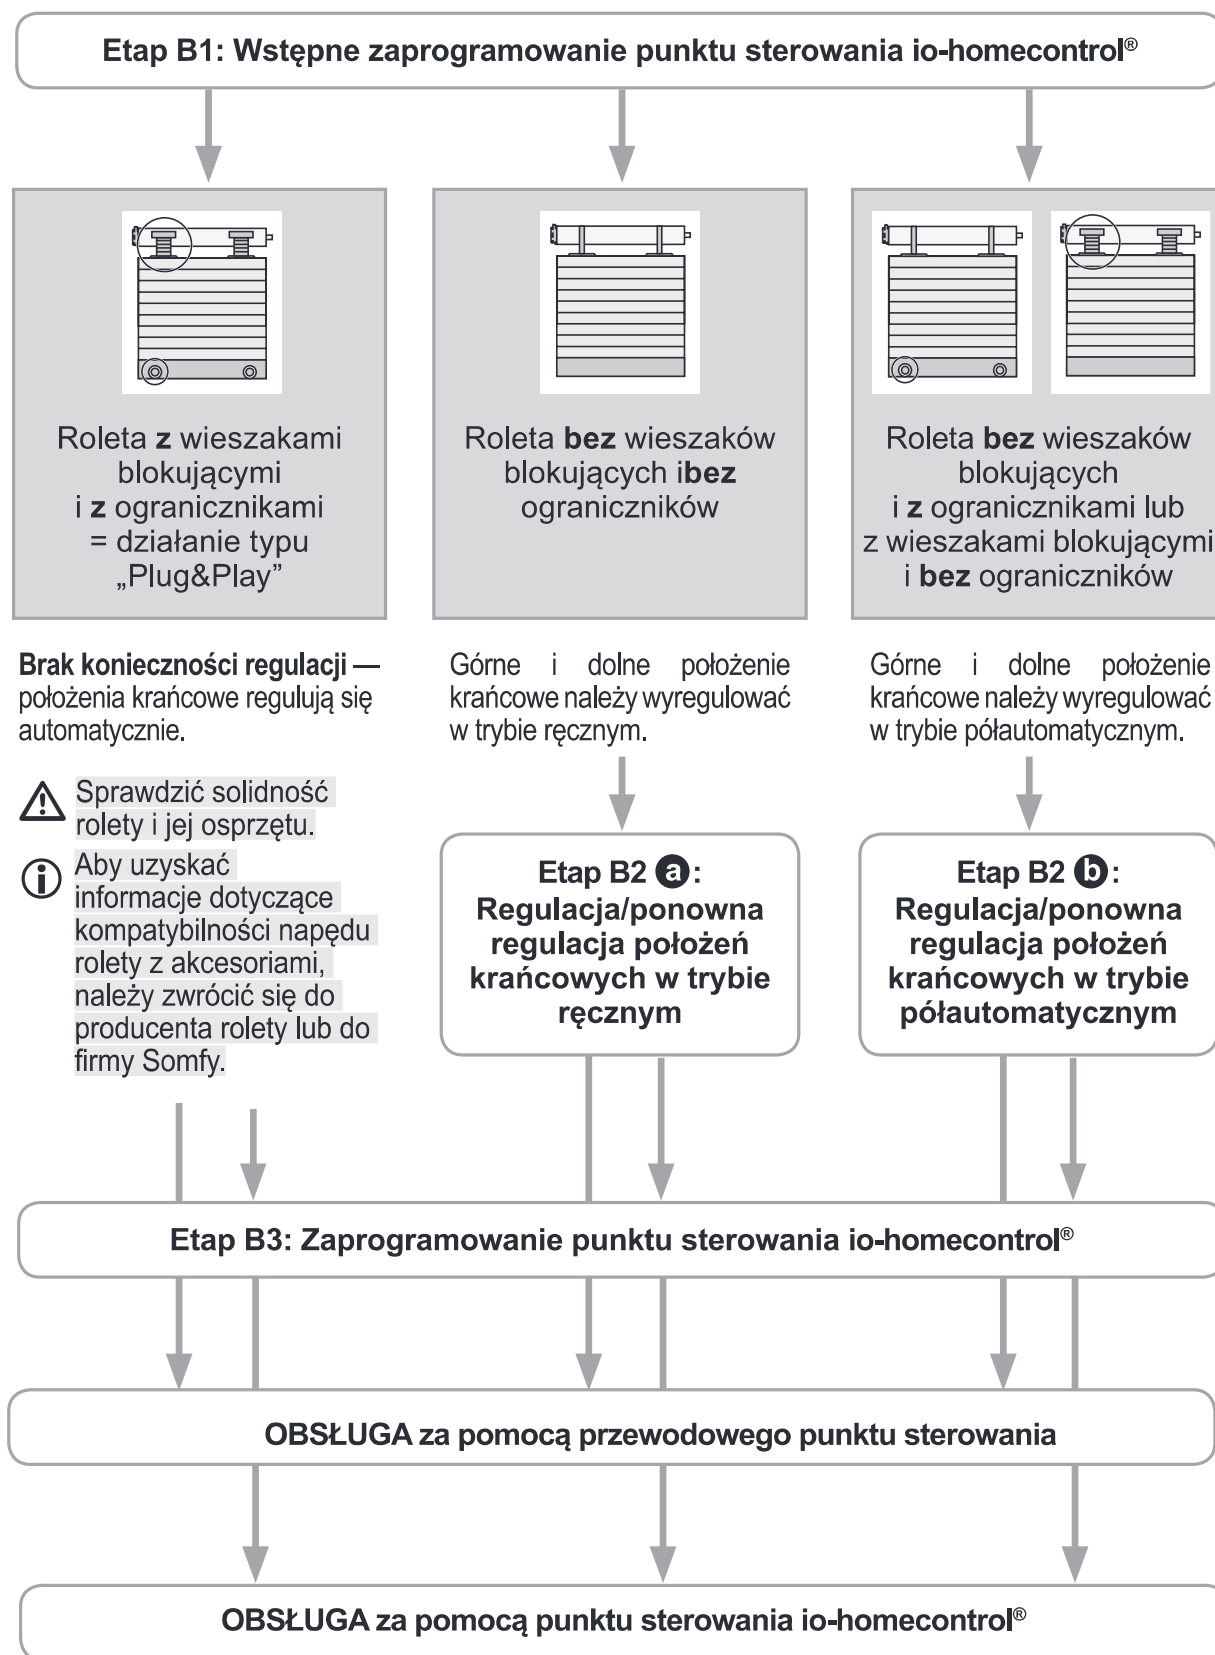 Etap B1: Wstępne zaprogramowanie punktu sterowania io-homecontrol®
Roleta z wieszakami
blokującymi
i z ogranicznikami
= działanie typu
„Plug&Play”
Roleta bez wieszaków
blokujących ibez
ograniczników
Roleta bez wieszaków
blokujących
i z ogranicznikami lub
z wieszakami blokującymi
i bez ograniczników
Brak konieczności regulacji —
położenia krańcowe regulują się
automatycznie.
Sprawdzić solidność
rolety i jej osprzętu.
Aby uzyskać
informacje dotyczące
kompatybilności napędu
rolety z akcesoriami,
należy zwrócić się do
producenta rolety lub do
firmy Somfy.
Górne i dolne położenie
krańcowe należy wyregulować
w trybie ręcznym.
Etap B2 a:
Regulacja/ponowna
regulacja położeń
krańcowych w trybie
ręcznym
Górne i dolne położenie
krańcowe należy wyregulować
w trybie półautomatycznym.
Etap B2 b:
Regulacja/ponowna
regulacja położeń
krańcowych w trybie
półautomatycznym
Etap B3: Zaprogramowanie punktu sterowania io-homecontrol®
OBSŁUGA za pomocą przewodowego punktu sterowania
OBSŁUGA za pomocą punktu sterowania io-homecontrol®